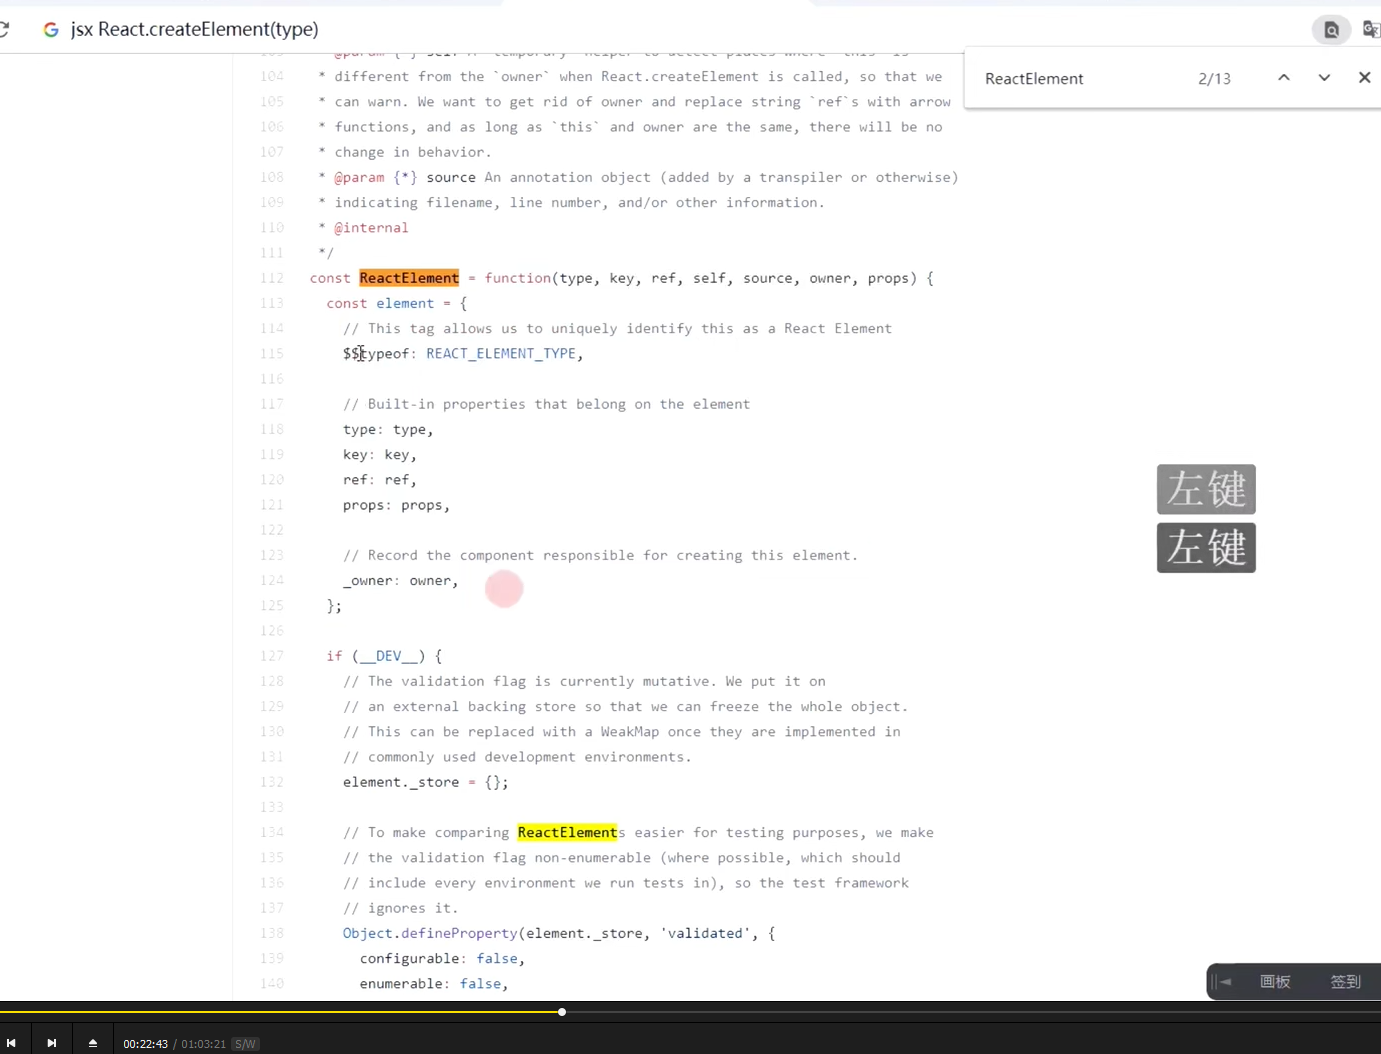 jsx React.createElement(type)
ReactElement 2/13
104 * different from the `owner` when React.createElement is called, so that we
105 * can warn. We want to get rid of owner and replace string `ref`s with arrow
106 * functions, and as long as `this` and owner are the same, there will be no
107 * change in behavior.
108 * @param {*} source An annotation object (added by a transpiler or otherwise)
109 * indicating filename, line number, and/or other information.
110 * @internal
111 */
112 const ReactElement = function(type, key, ref, self, source, owner, props) {
113 const element = {
114 // This tag allows us to uniquely identify this as a React Element
115 $$typeof: REACT_ELEMENT_TYPE,
116
117 // Built-in properties that belong on the element
118 type: type,
119 key: key,
120 ref: ref,
121 props: props,
122
123 // Record the component responsible for creating this element.
124 _owner: owner,
125 };
126
127 if (__DEV__) {
128 // The validation flag is currently mutative. We put it on
129 // an external backing store so that we can freeze the whole object.
130 // This can be replaced with a WeakMap once they are implemented in
131 // commonly used development environments.
132 element._store = {};
133
134 // To make comparing ReactElements easier for testing purposes, we make
135 // the validation flag non-enumerable (where possible, which should
136 // include every environment we run tests in), so the test framework
137 // ignores it.
138 Object.defineProperty(element._store, 'validated', {
139 configurable: false,
140 enumerable: false,
左键
左键
画板 签到
00:22:43 / 01:03:21 S/W